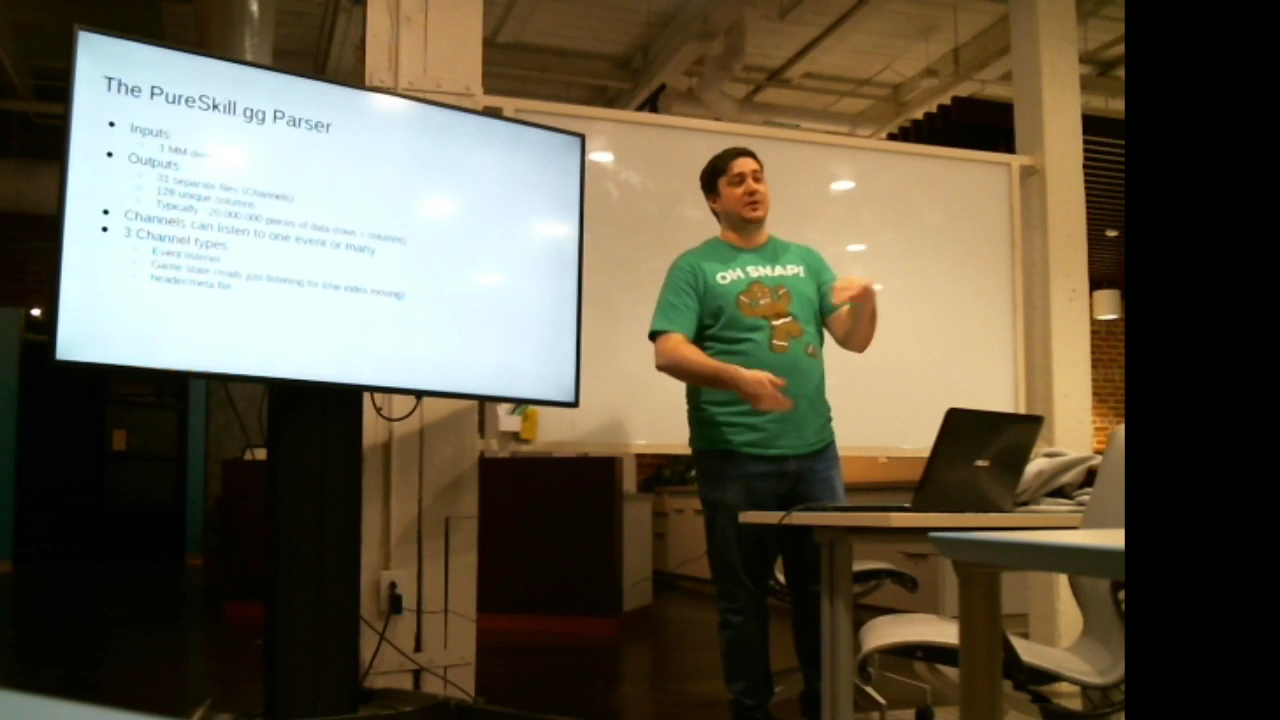 The PureSkill.gg Parser
Inputs
1 MM
Outputs
31 separate files (Channels)
128 unique columns
Typically ~20,000,000 pieces of data (rows x columns)
Channels can listen to one event or many
3 Channel types
Event listener
Game state (really just listening for time index moving)
header/meta file
OH SNAP!